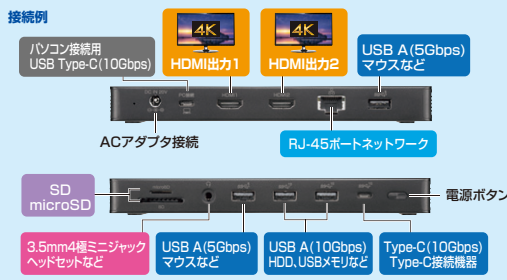 接続例
パソコン接続用
USB Type-C(10Gbps)
4K
HDMI出力1
4K
HDMI出力2
USB A(5Gbps)
マウスなど
ACアダプタ接続
RJ-45ポートネットワーク
SD
microSD
電源ボタン
3.5mm4極ミニジャック
ヘッドセットなど
USB A(5Gbps)
マウスなど
USB A(10Gbps)
HDD、USBメモリなど
Type-C(10Gbps)
Type-C接続機器